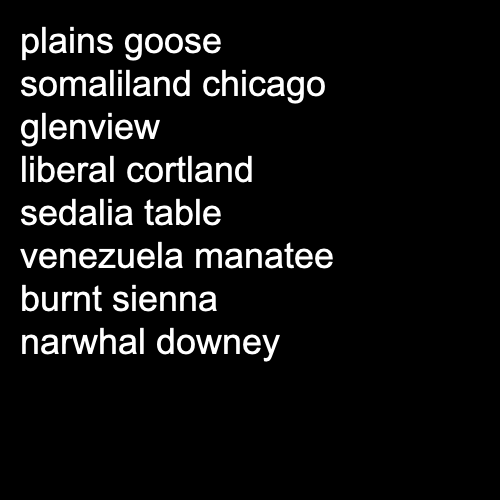 plains goose
somaliland chicago
glenview
liberal cortland
sedalia table
venezuela manatee
burnt sienna
narwhal downey